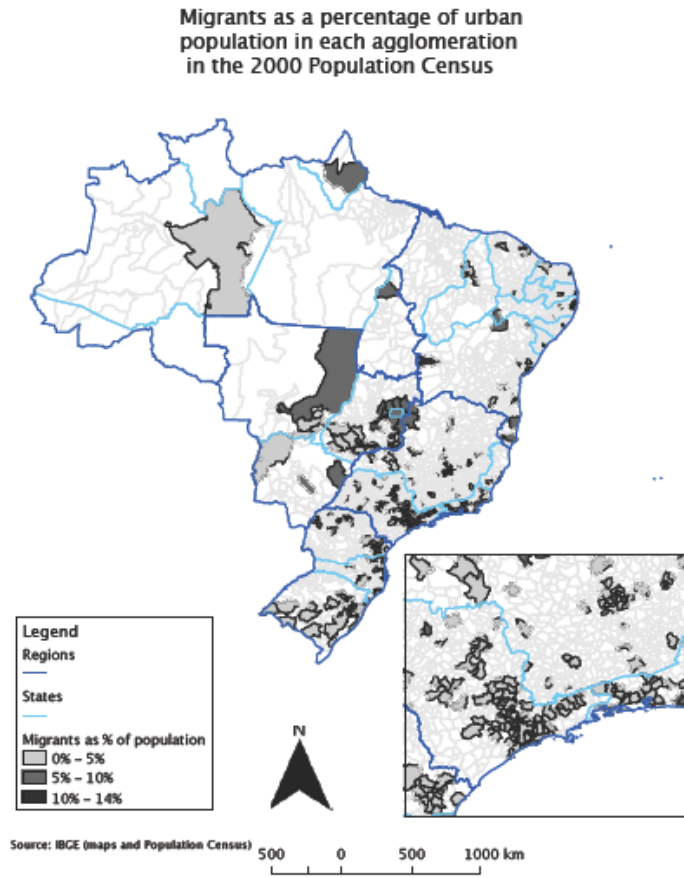 Migrants as a percentage of urban
population in each agglomeration
in the 2000 Population Census
Legend
Regions
States
Migrants as % of population
0% – 5%
5% – 10%
10% – 14%
N
Source: IBGE (maps and Population Census)
500 0 500 1000 km